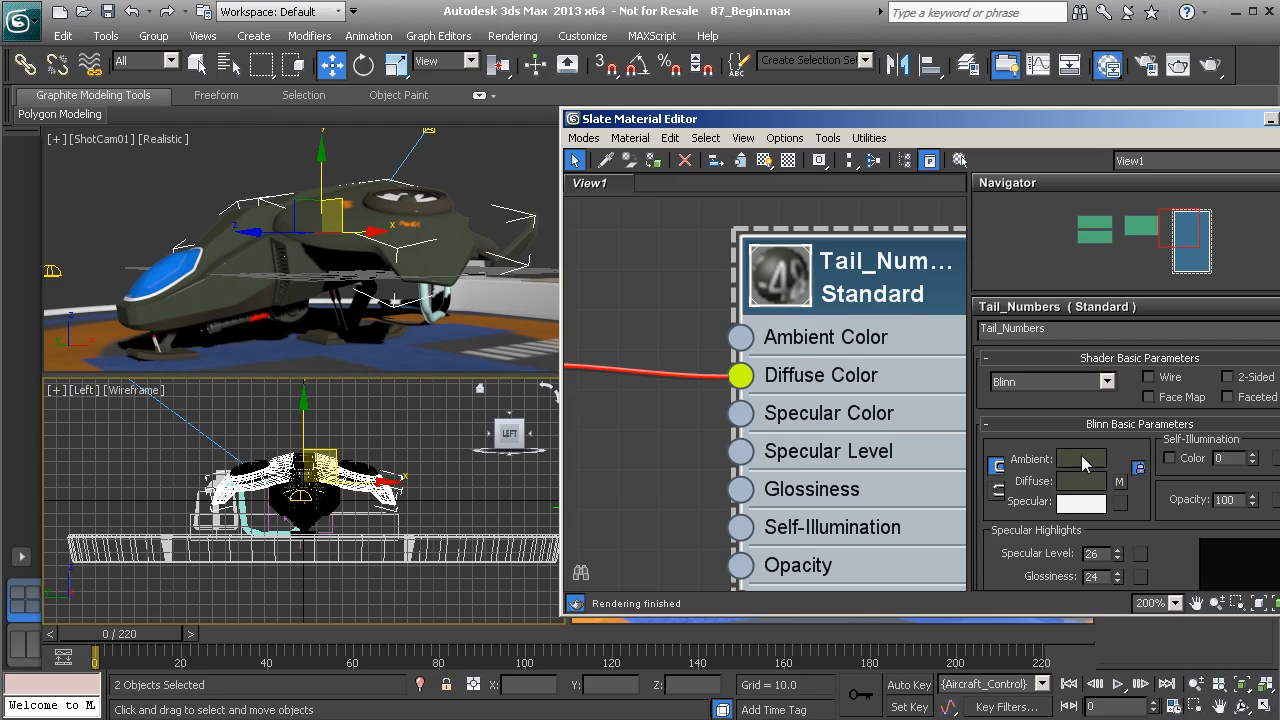 Workspace: Default
Autodesk 3ds Max 2013 x64 - Not for Resale 87_Begin.max
Type a keyword or phrase
Edit Tools Group Views Create Modifiers Animation Graph Editors Rendering Customize MAXScript Help
All
View
Create Selection Se
Graphite Modeling Tools Freeform Selection Object Paint
Polygon Modeling
[+] [ShotCam01] [Realistic]
Slate Material Editor
Modes Material Edit Select View Options Tools Utilities
View1
View1
Navigator
Tail_Num...
Standard
Ambient Color
Diffuse Color
Specular Color
Specular Level
Glossiness
Self-Illumination
Opacity
Tail_Numbers ( Standard )
Tail_Numbers
Shader Basic Parameters
Blinn
Wire
2-Sided
Face Map
Faceted
Blinn Basic Parameters
Self-Illumination
Ambient:
Color 0
Diffuse:
M
Specular:
Opacity: 100
Specular Highlights
Specular Level: 26
Glossiness: 24
Rendering finished
200%
[+] [Left] [Wireframe]
LEFT
x
z
y
x
0 / 220
0 20 40 60 80 100 120 140 160 180 200 220
2 Objects Selected
X:
Y:
Z:
Grid = 10.0
Auto Key
{Aircraft_Control}
Welcome to M.
Click and drag to select and move objects
Add Time Tag
Set Key
Key Filters...
0